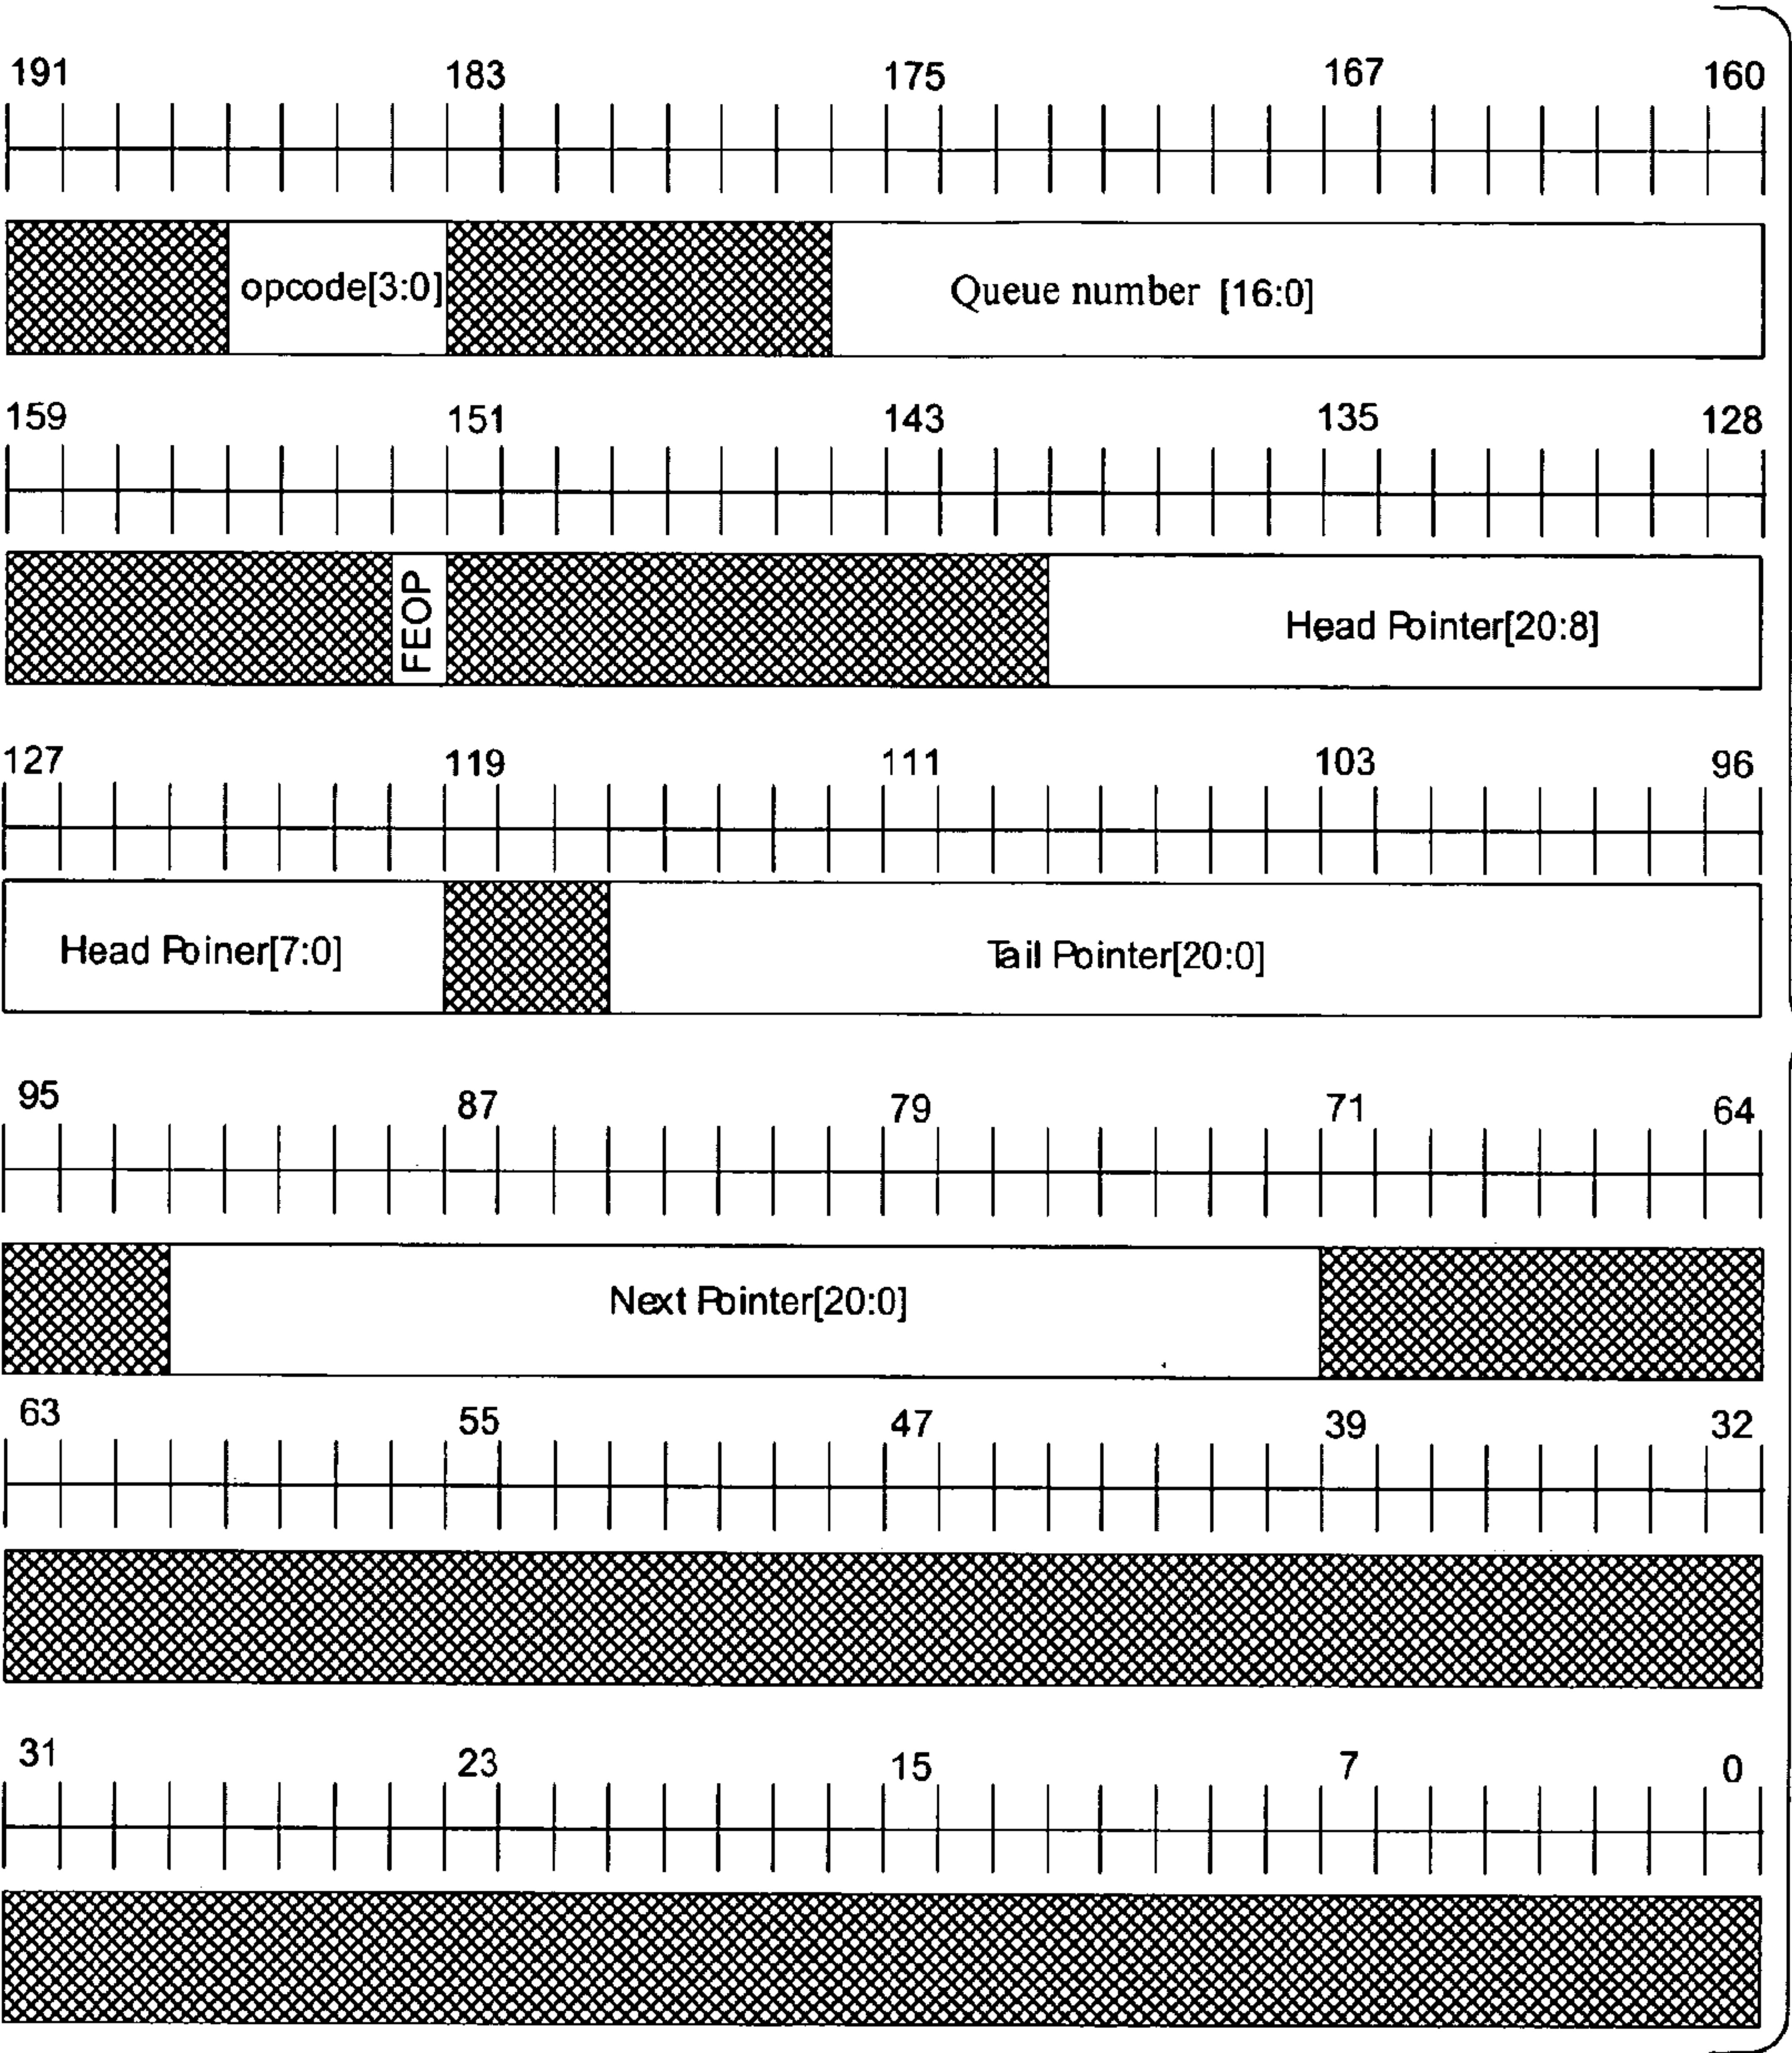 191 183 175 167 160
opcode[3:0] Queue number [16:0]
159 151 143 135 128
FEOP Head Pointer[20:8]
127 119 111 103 96
Head Poiner[7:0] Tail Pointer[20:0]
95 87 79 71 64
Next Pointer[20:0]
63 55 47 39 32
31 23 15 7 0